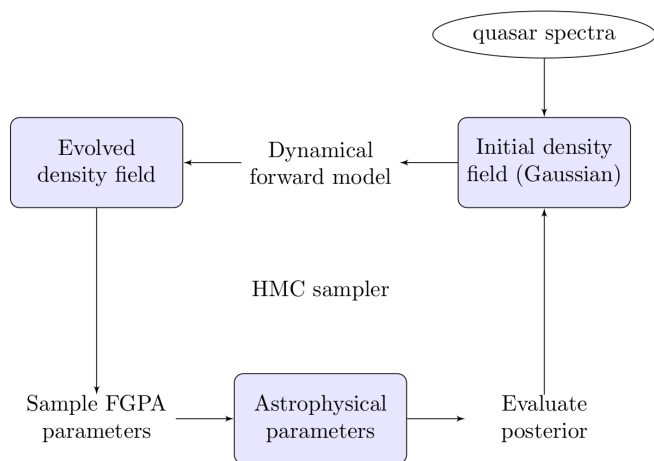 quasar spectra
Evolved
density field
Dynamical
forward model
Initial density
field (Gaussian)
HMC sampler
Sample FGPA
parameters
Astrophysical
parameters
Evaluate
posterior